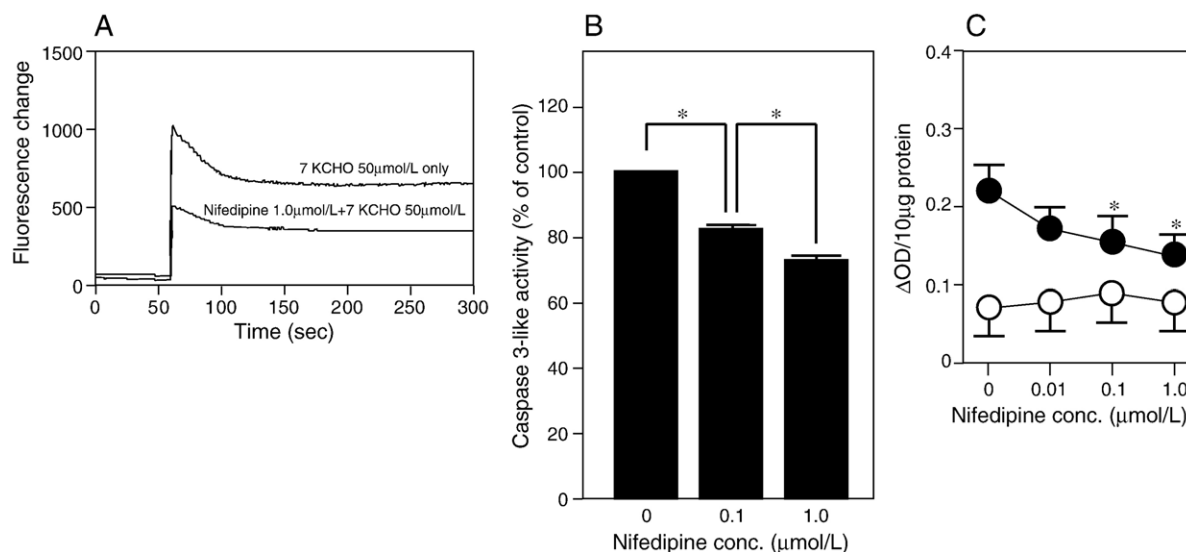 A
Fluorescence change
1500
1000
500
0
7 KCHO 50μmol/L only
Nifedipine 1.0μmol/L+7 KCHO 50μmol/L
0 50 100 150 200 250 300
Time (sec)
B
Caspase 3-like activity (% of control)
120
100
80
60
40
20
0
* *
0 0.1 1.0
Nifedipine conc. (μmol/L)
C
ΔOD/10μg protein
0.4
0.3
0.2
0.1
0
* *
0 0.01 0.1 1.0
Nifedipine conc. (μmol/L)